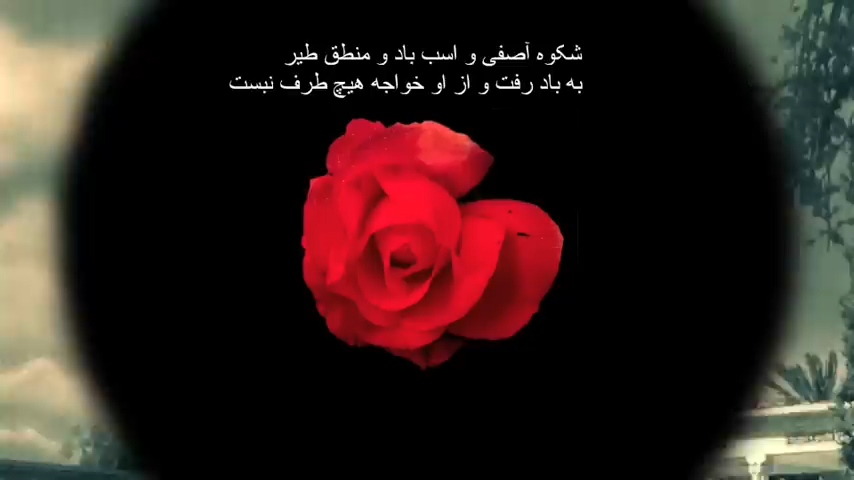 شکوه آصفی و اسب باد و منطق طیر
به باد رفت و از او خواجه هیچ طرف نبست